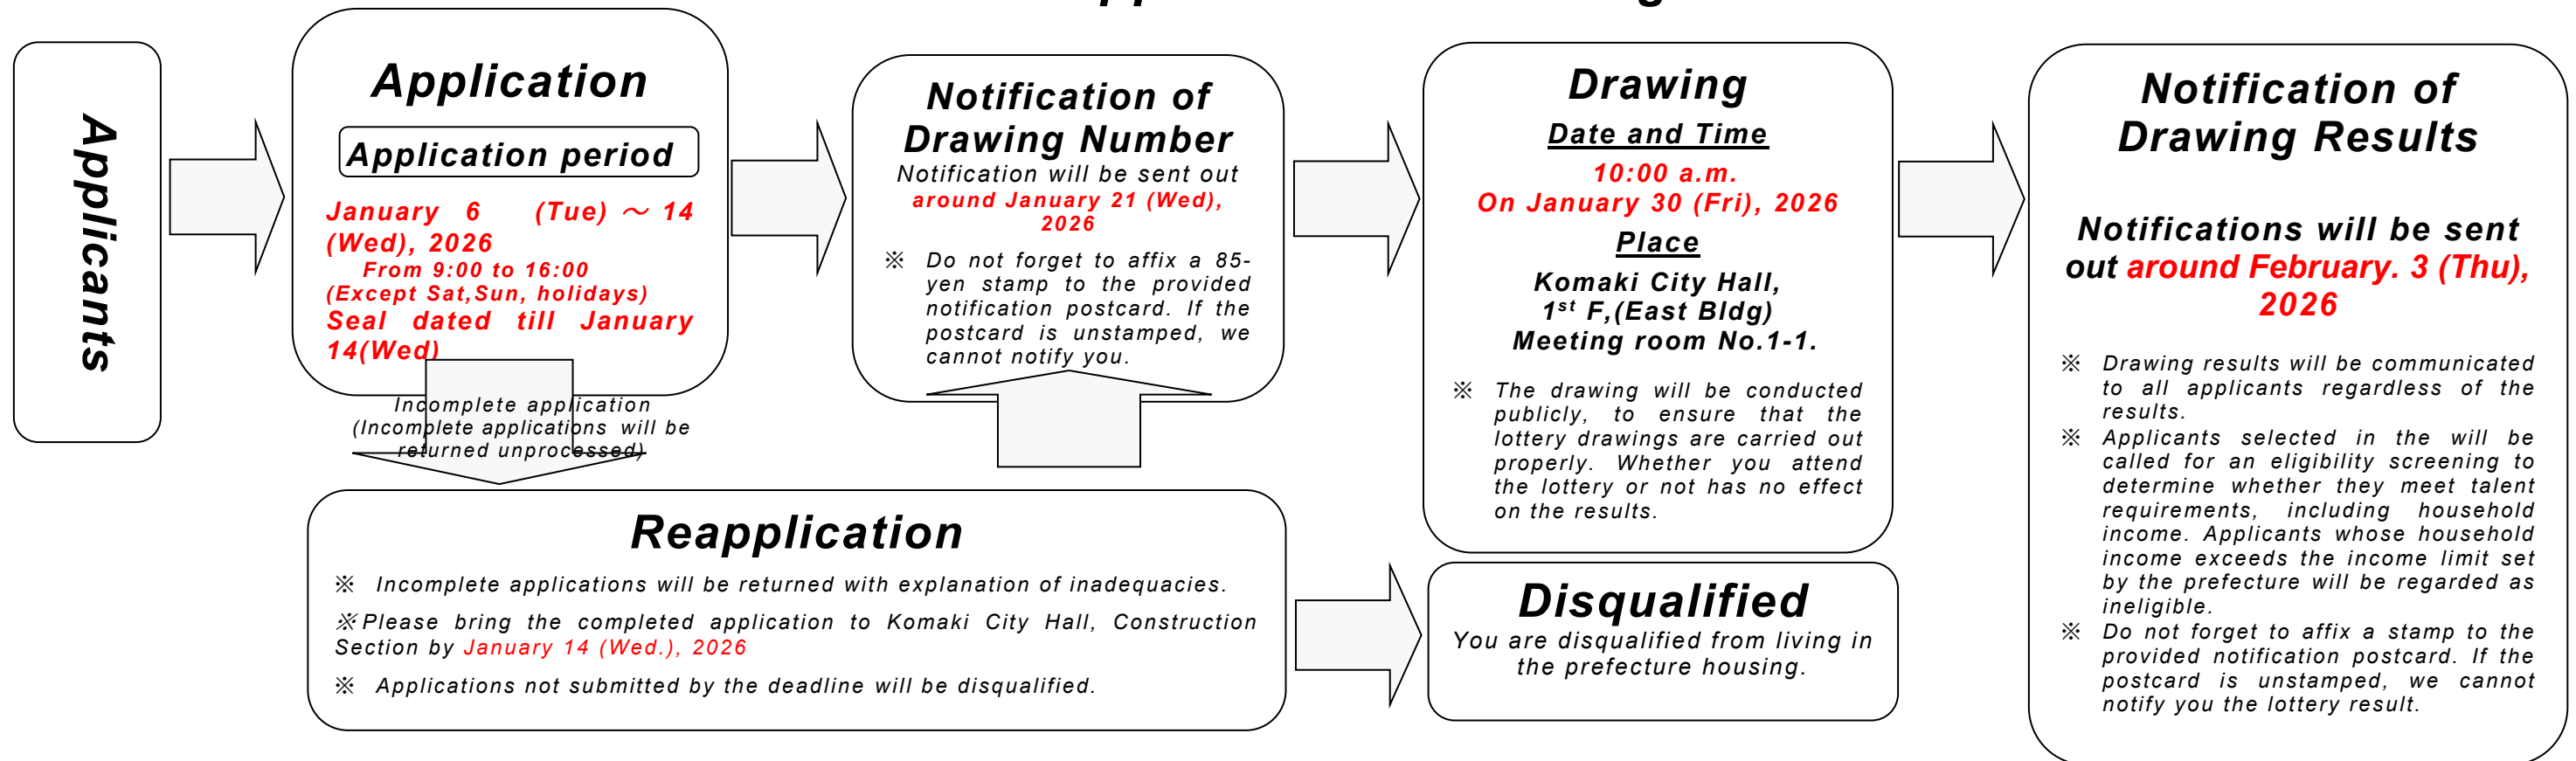 Applicants
Application
Application period
January 6 (Tue) ～ 14
(Wed), 2026
From 9:00 to 16:00
(Except Sat,Sun, holidays)
Seal dated till January
14(Wed)
Incomplete application
(Incomplete applications will be
returned unprocessed)
Notification of
Drawing Number
Notification will be sent out
around January 21 (Wed),
2026
※ Do not forget to affix a 85-
yen stamp to the provided
notification postcard. If the
postcard is unstamped, we
cannot notify you.
Reapplication
※ Incomplete applications will be returned with explanation of inadequacies.
※Please bring the completed application to Komaki City Hall, Construction
Section by January 14 (Wed.), 2026
※ Applications not submitted by the deadline will be disqualified.
Drawing
Date and Time
10:00 a.m.
On January 30 (Fri), 2026
Place
Komaki City Hall,
1st F,(East Bldg)
Meeting room No.1-1.
※ The drawing will be conducted
publicly, to ensure that the
lottery drawings are carried out
properly. Whether you attend
the lottery or not has no effect
on the results.
Disqualified
You are disqualified from living in
the prefecture housing.
Notification of
Drawing Results
Notifications will be sent
out around February. 3 (Thu),
2026
※ Drawing results will be communicated
to all applicants regardless of the
results.
※ Applicants selected in the will be
called for an eligibility screening to
determine whether they meet talent
requirements, including household
income. Applicants whose household
income exceeds the income limit set
by the prefecture will be regarded as
ineligible.
※ Do not forget to affix a stamp to the
provided notification postcard. If the
postcard is unstamped, we cannot
notify you the lottery result.